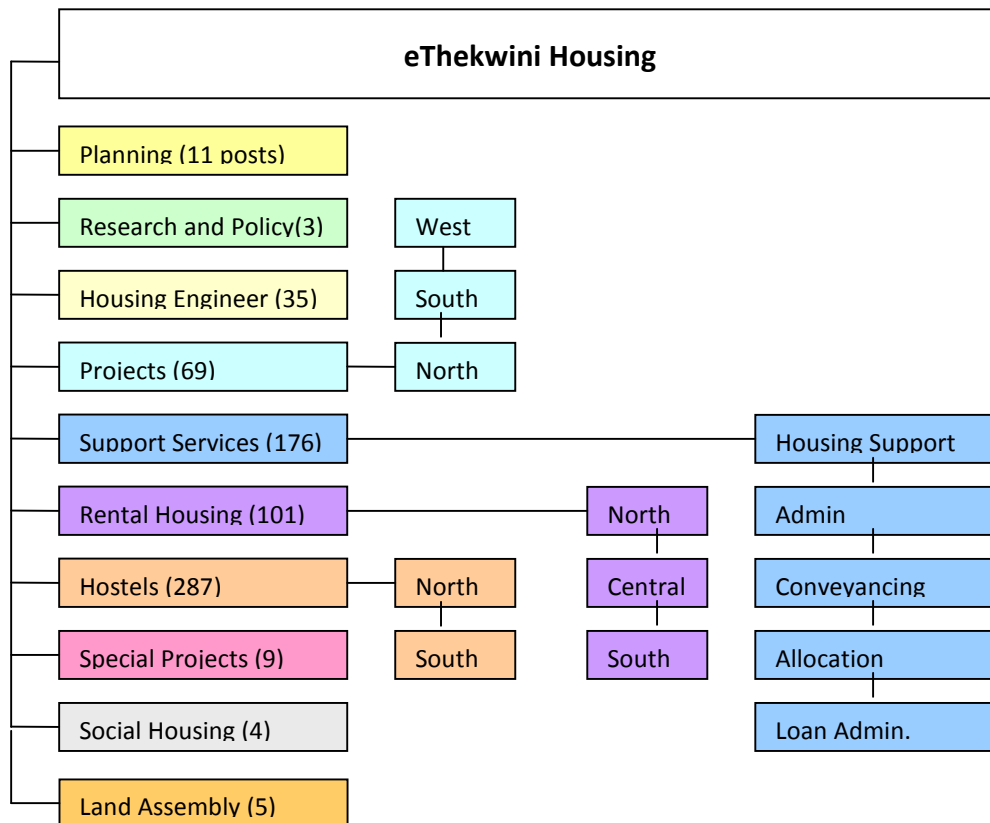 eThekwini Housing
Planning (11 posts)
Research and Policy(3)
West
Housing Engineer (35)
South
Projects (69)
North
Support Services (176)
Housing Support
Rental Housing (101)
North
Admin
Hostels (287)
North
Central
Conveyancing
Special Projects (9)
South
South
Allocation
Social Housing (4)
Loan Admin.
Land Assembly (5)